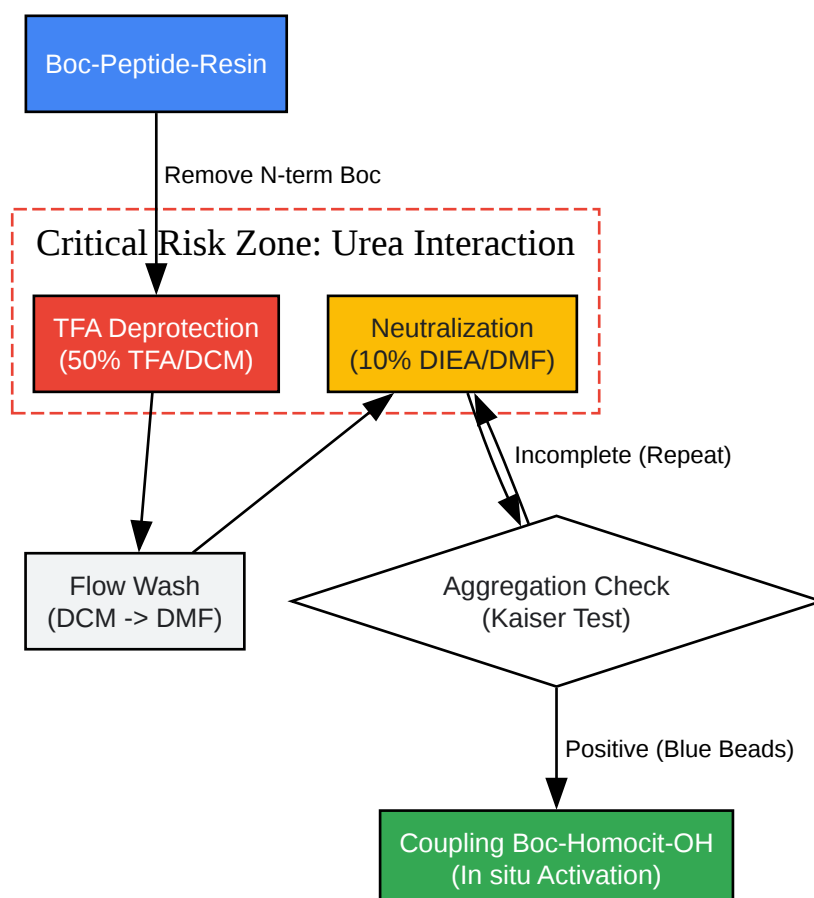 Boc-Peptide-Resin
Remove N-term Boc
Critical Risk Zone: Urea Interaction
TFA Deprotection
(50% TFA/DCM)
Neutralization
(10% DIEA/DMF)
Incomplete (Repeat)
Flow Wash
(DCM -> DMF)
Aggregation Check
(Kaiser Test)
Positive (Blue Beads)
Coupling Boc-Homocit-OH
(In situ Activation)